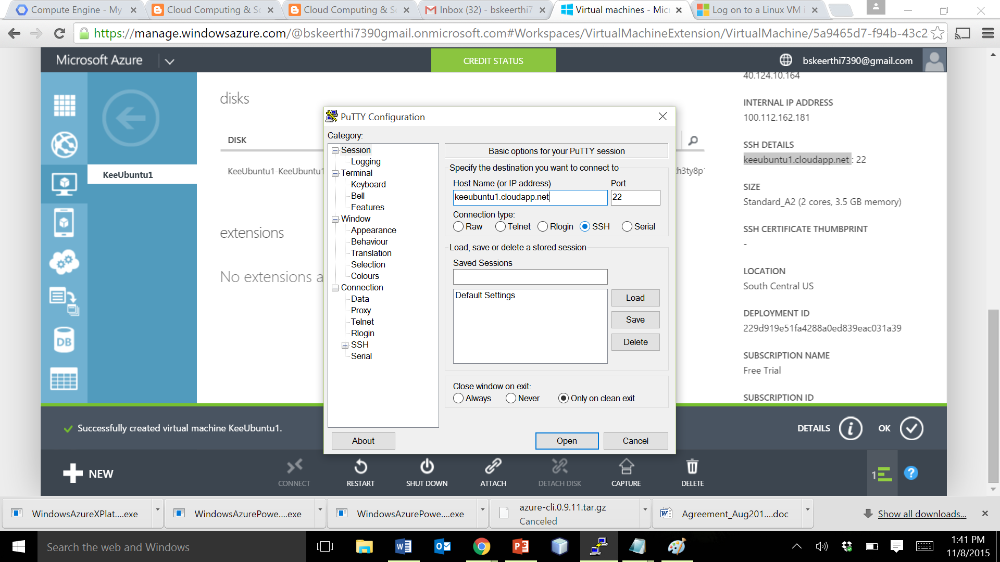 Compute Engine - My
Cloud Computing & Sc
Cloud Computing & Sc
Inbox (32) - bskeerthi7
Virtual machines - Mic
Log on to a Linux VM i
https://manage.windowsazure.com/@bskeerthi7390gmail.onmicrosoft.com#Workspaces/VirtualMachineExtension/VirtualMachine/5a9465d7-f94b-43c2
Microsoft Azure
CREDIT STATUS
bskeerthi7390@gmail.com
KeeUbuntu1
DB
disks
DISK
KeeUbuntu1-KeeUbuntu1
h3ty8p1
extensions
No extensions a
40.124.10.164
INTERNAL IP ADDRESS
100.112.162.181
SSH DETAILS
keeubuntu1.cloudapp.net : 22
SIZE
Standard_A2 (2 cores, 3.5 GB memory)
SSH CERTIFICATE THUMBPRINT
-
LOCATION
South Central US
DEPLOYMENT ID
229d919e51fa4288a0ed839eac031a39
SUBSCRIPTION NAME
Free Trial
SUBSCRIPTION ID
PuTTY Configuration
Category:
Session
Logging
Terminal
Keyboard
Bell
Features
Window
Appearance
Behaviour
Translation
Selection
Colours
Connection
Data
Proxy
Telnet
Rlogin
SSH
Serial
Basic options for your PuTTY session
Specify the destination you want to connect to
Host Name (or IP address) Port
keeubuntu1.cloudapp.net 22
Connection type:
Raw Telnet Rlogin SSH Serial
Load, save or delete a stored session
Saved Sessions
Default Settings
Load
Save
Delete
Close window on exit:
Always Never Only on clean exit
About Open Cancel
Successfully created virtual machine KeeUbuntu1.
DETAILS OK
NEW
CONNECT RESTART SHUT DOWN ATTACH DETACH DISK CAPTURE DELETE
1
?
WindowsAzureXPlat....exe
WindowsAzurePowe....exe
WindowsAzurePowe....exe
azure-cli.0.9.11.tar.gz
Canceled
Agreement_Aug201....doc
Show all downloads...
Search the web and Windows
1:41 PM
11/8/2015